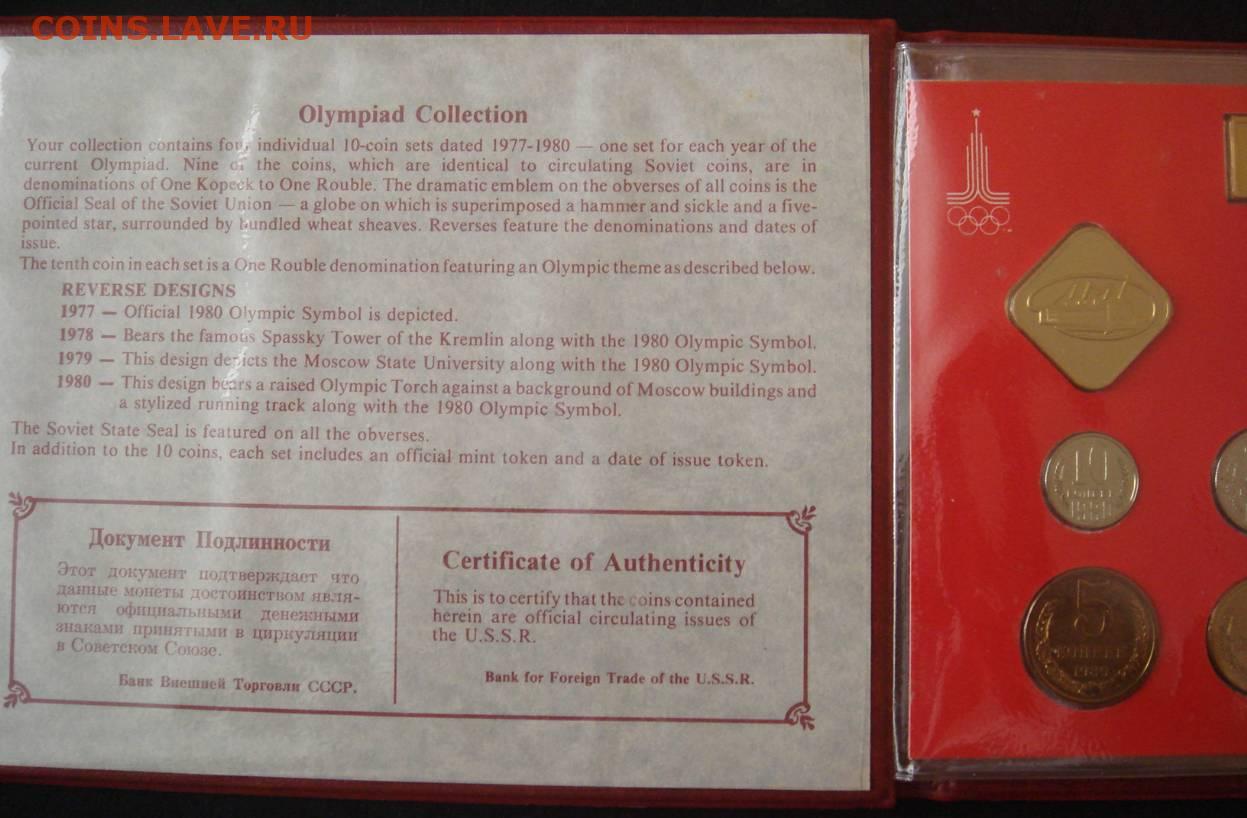 COINS.LAVE.RU
Olympiad Collection
Your collection contains four individual 10-coin sets dated 1977-1980 — one set for each year of the
current Olympiad. Nine of the coins, which are identical to circulating Soviet coins, are in
denominations of One Kopeck to One Rouble. The dramatic emblem on the obverses of all coins is the
Official Seal of the Soviet Union — a globe on which is superimposed a hammer and sickle and a five-
pointed star, surrounded by bundled wheat sheaves. Reverses feature the denominations and dates of
issue.
The tenth coin in each set is a One Rouble denomination featuring an Olympic theme as described below.
REVERSE DESIGNS
1977 — Official 1980 Olympic Symbol is depicted.
1978 — Bears the famous Spassky Tower of the Kremlin along with the 1980 Olympic Symbol.
1979 — This design depicts the Moscow State University along with the 1980 Olympic Symbol.
1980 — This design bears a raised Olympic Torch against a background of Moscow buildings and
a stylized running track along with the 1980 Olympic Symbol.
The Soviet State Seal is featured on all the obverses.
In addition to the 10 coins, each set includes an official mint token and a date of issue token.
Документ Подлинности
Этот документ подтверждает что
данные монеты достоинством явля-
ются официальными денежными
знаками принятыми в циркуляции
в Советском Союзе.
Банк Внешней Торговли СССР.
Certificate of Authenticity
This is to certify that the coins contained
herein are official circulating issues of
the U.S.S.R.
Bank for Foreign Trade of the U.S.S.R.
10
КОПЕЕК
5
КОПЕЕК
1980